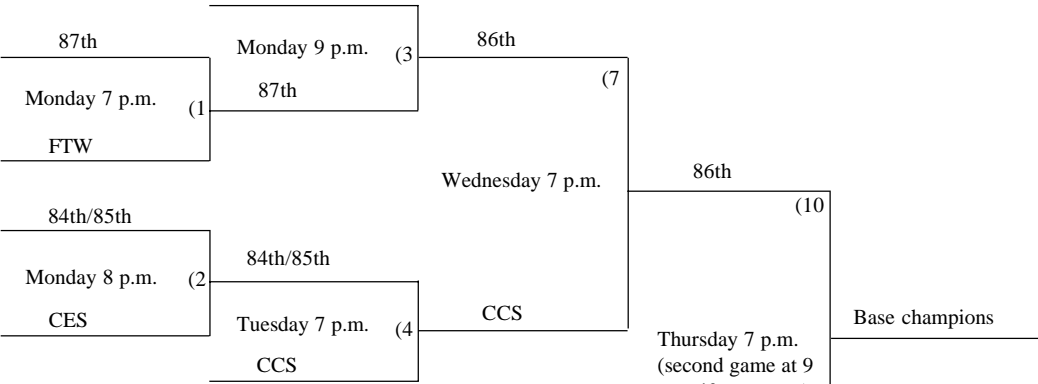 87th
Monday 7 p.m.
(1
FTW
84th/85th
Monday 8 p.m.
(2
CES
Monday 9 p.m.
(3
87th
84th/85th
Tuesday 7 p.m.
(4
CCS
86th
(7
Wednesday 7 p.m.
CCS
86th
(10
Thursday 7 p.m.
(second game at 9
Base champions